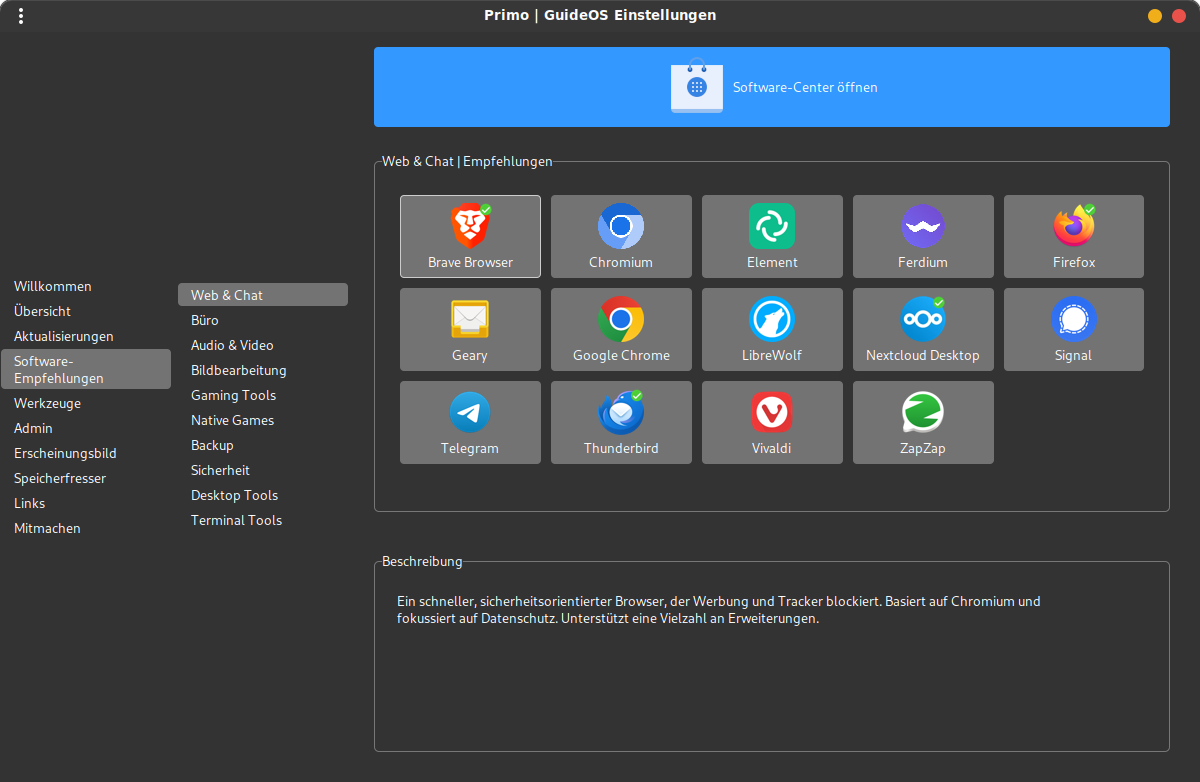 Primo | GuideOS Einstellungen
Willkommen
Übersicht
Aktualisierungen
Software-
Empfehlungen
Werkzeuge
Admin
Erscheinungsbild
Speicherfresser
Links
Mitmachen
Web & Chat
Büro
Audio & Video
Bildbearbeitung
Gaming Tools
Native Games
Backup
Sicherheit
Desktop Tools
Terminal Tools
Software-Center öffnen
Web & Chat | Empfehlungen
Brave Browser
Chromium
Element
Ferdium
Firefox
Geary
Google Chrome
LibreWolf
Nextcloud Desktop
Signal
Telegram
Thunderbird
Vivaldi
ZapZap
Beschreibung
Ein schneller, sicherheitsorientierter Browser, der Werbung und Tracker blockiert. Basiert auf Chromium und
fokussiert auf Datenschutz. Unterstützt eine Vielzahl an Erweiterungen.